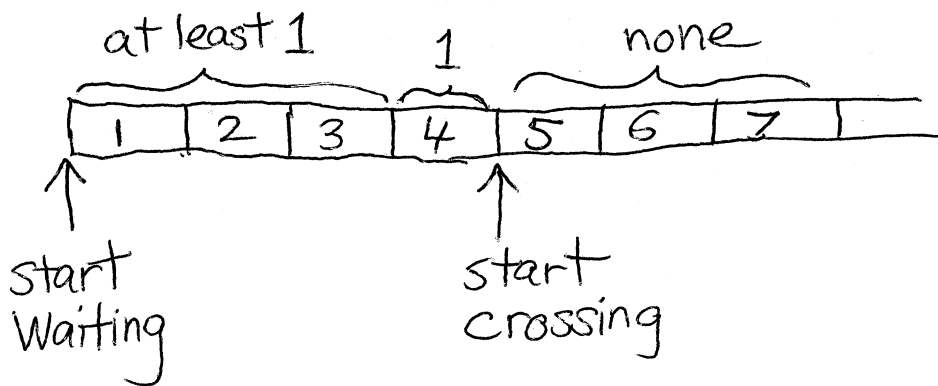 at least 1
1
none
1 2 3 4 5 6 7
start
Waiting
start
crossing